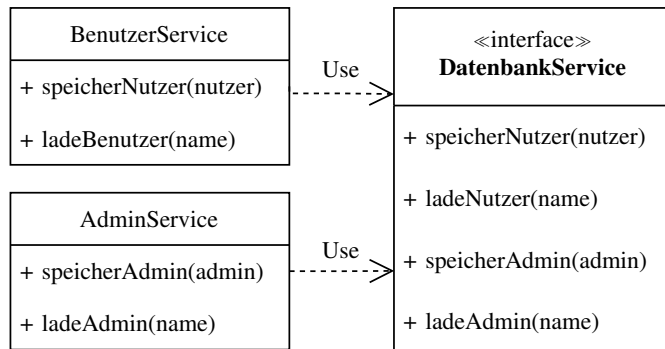 BenutzerService
+ speicherNutzer(nutzer)
+ ladeBenutzer(name)
Use
AdminService
+ speicherAdmin(admin)
+ ladeAdmin(name)
Use
≪interface≫
DatenbankService
+ speicherNutzer(nutzer)
+ ladeNutzer(name)
+ speicherAdmin(admin)
+ ladeAdmin(name)